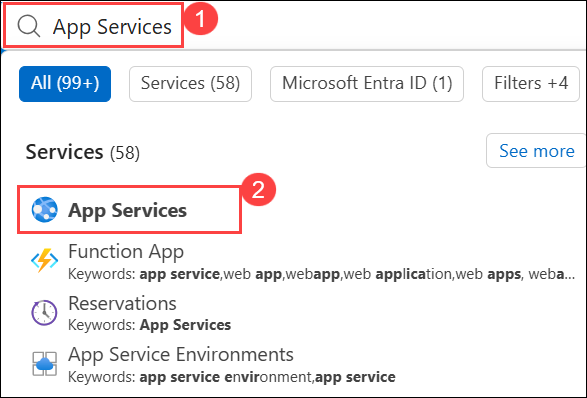 App Services 1
All (99+) Services (58) Microsoft Entra ID (1) Filters +4
Services (58) See more
App Services 2
Function App
Keywords: app service,web app,webapp,web application,web apps, weba...
Reservations
Keywords: App Services
App Service Environments
Keywords: app service environment,app service